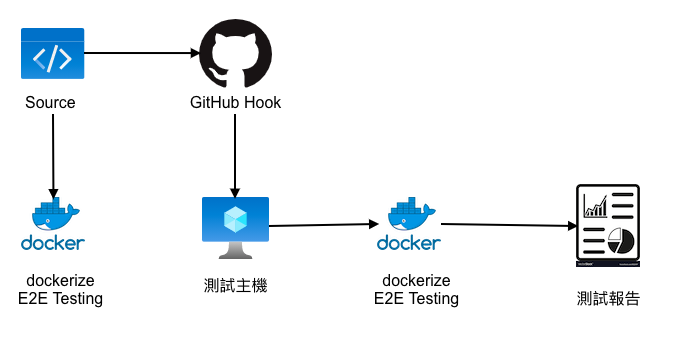 Source
GitHub Hook
docker
dockerize
E2E Testing
測試主機
docker
dockerize
E2E Testing
測試報告